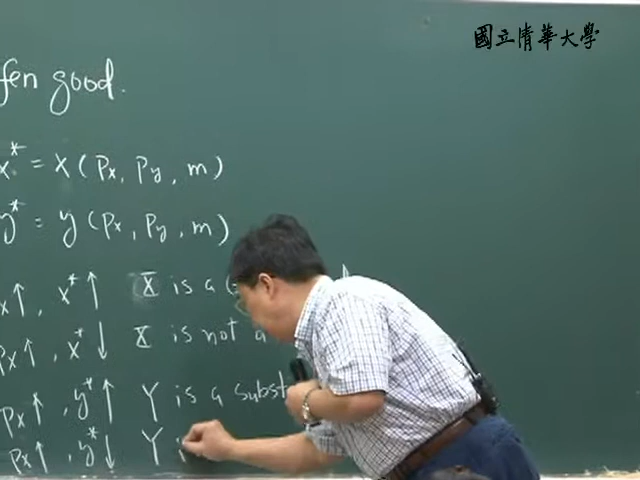 國立清華大學
fen good.
x* = x(Px, Py, m)
y* = y(Px, Py, m)
x↑, x*↑ X is a G
Px↑, x*↓ X is not a
Px↑, y*↑ Y is a subst
Px↑, y*↓ Y i